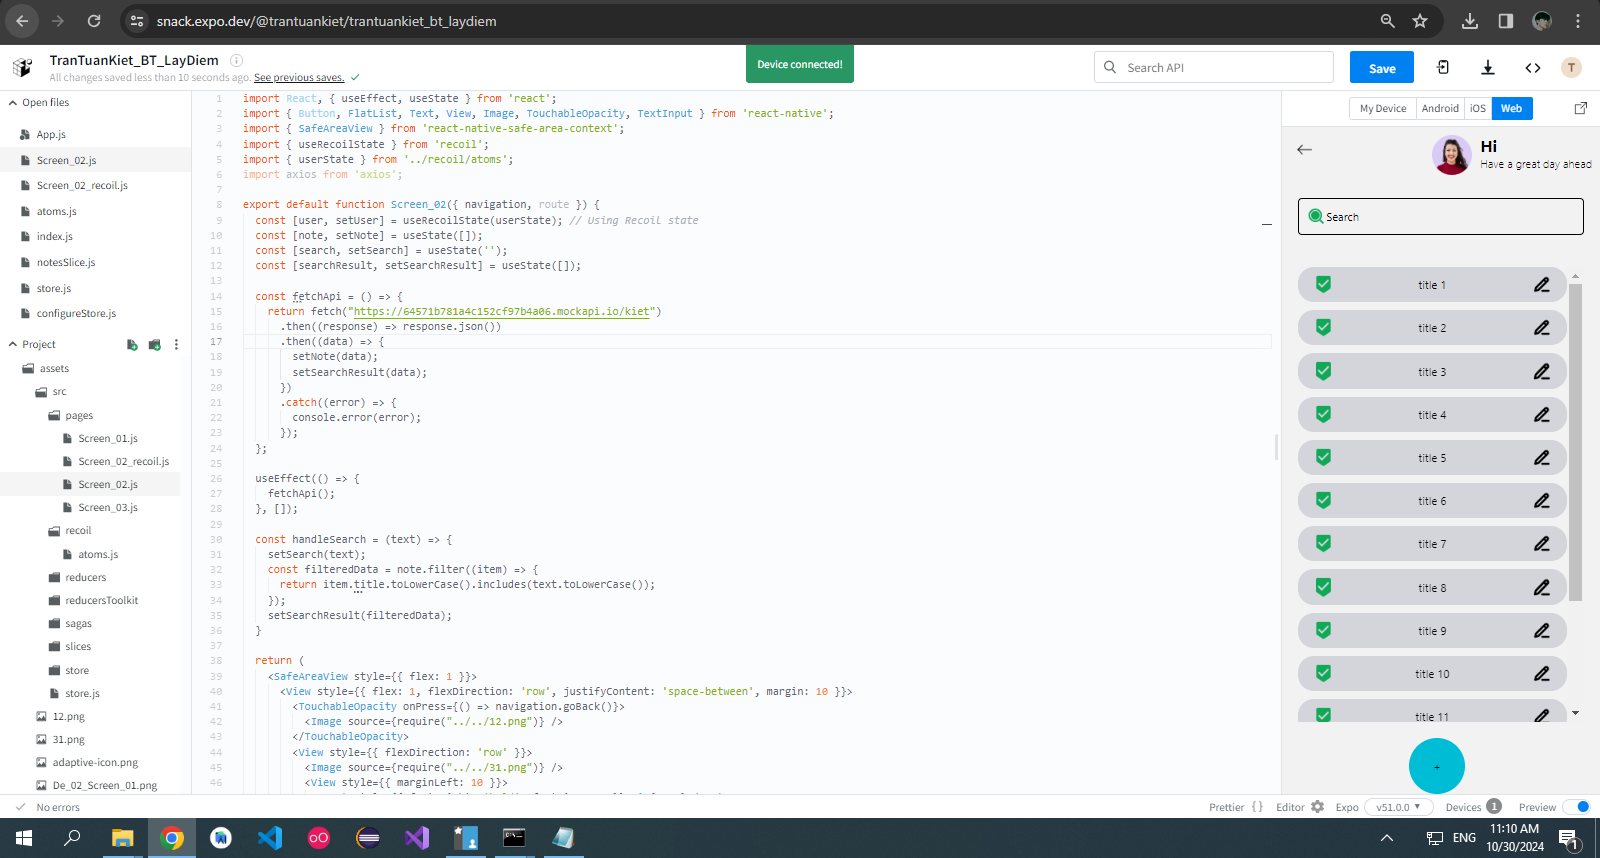 snack.expo.dev/@trantuankiet/trantuankiet_bt_laydiem
TranTuanKiet_BT_LayDiem
All changes saved less than 10 seconds ago. See previous saves.
Device connected!
Search API
Save
T
Open files
App.js
Screen_02.js
Screen_02_recoil.js
atoms.js
index.js
notesSlice.js
store.js
configureStore.js
Project
assets
src
pages
Screen_01.js
Screen_02_recoil.js
Screen_02.js
Screen_03.js
recoil
atoms.js
reducers
reducersToolkit
sagas
slices
store
store.js
12.png
31.png
adaptive-icon.png
De_02_Screen_01.png
1 import React, { useEffect, useState } from 'react';
2 import { Button, FlatList, Text, View, Image, TouchableOpacity, TextInput } from 'react-native';
3 import { SafeAreaView } from 'react-native-safe-area-context';
4 import { useRecoilState } from 'recoil';
5 import { userState } from '../recoil/atoms';
6 import axios from 'axios';
7
8 export default function Screen_02({ navigation, route }) {
9 const [user, setUser] = useRecoilState(userState); // Using Recoil state
10 const [note, setNote] = useState([]);
11 const [search, setSearch] = useState('');
12 const [searchResult, setSearchResult] = useState([]);
13
14 const fetchApi = () => {
15 return fetch("https://64571b781a4c152cf97b4a06.mockapi.io/kiet")
16 .then((response) => response.json())
17 .then((data) => {
18 setNote(data);
19 setSearchResult(data);
20 })
21 .catch((error) => {
22 console.error(error);
23 });
24 };
25
26 useEffect(() => {
27 fetchApi();
28 }, []);
29
30 const handleSearch = (text) => {
31 setSearch(text);
32 const filteredData = note.filter((item) => {
33 return item.title.toLowerCase().includes(text.toLowerCase());
34 });
35 setSearchResult(filteredData);
36 }
37
38 return (
39 <SafeAreaView style={{ flex: 1 }}>
40 <View style={{ flex: 1, flexDirection: 'row', justifyContent: 'space-between', margin: 10 }}>
41 <TouchableOpacity onPress={() => navigation.goBack()}>
42 <Image source={require("../../12.png")} />
43 </TouchableOpacity>
44 <View style={{ flexDirection: 'row' }}>
45 <Image source={require("../../31.png")} />
46 <View style={{ marginLeft: 10 }}>
My Device Android iOS Web
Hi
Have a great day ahead
Search
title 1
title 2
title 3
title 4
title 5
title 6
title 7
title 8
title 9
title 10
title 11
+
No errors
Prettier {} Editor Expo v51.0.0 Devices 1 Preview
ENG
11:10 AM
10/30/2024
1